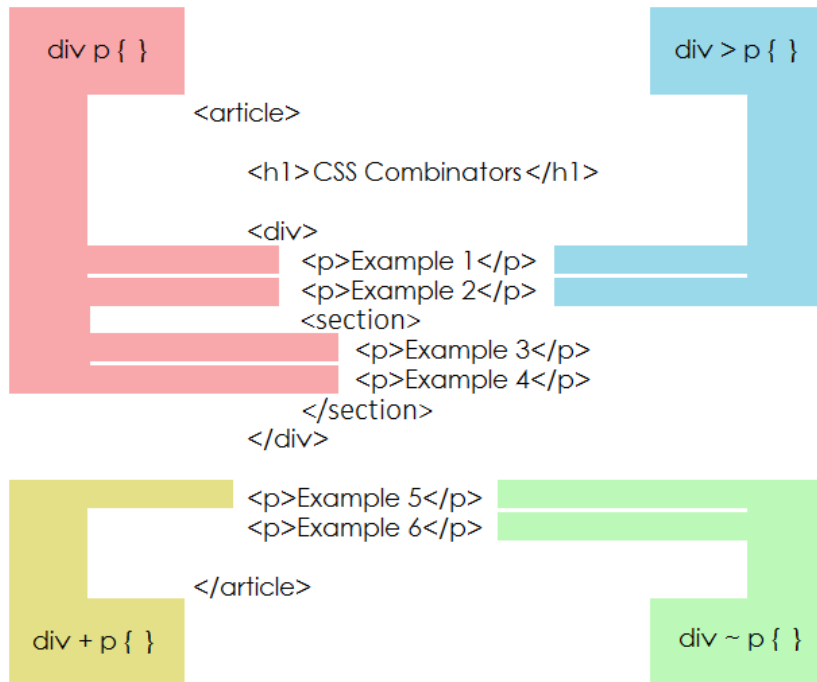 div p { }
div > p { }
<article>
<h1>CSS Combinators</h1>
<div>
<p>Example 1</p>
<p>Example 2</p>
<section>
<p>Example 3</p>
<p>Example 4</p>
</section>
</div>
<p>Example 5</p>
<p>Example 6</p>
</article>
div + p { }
div ~ p { }